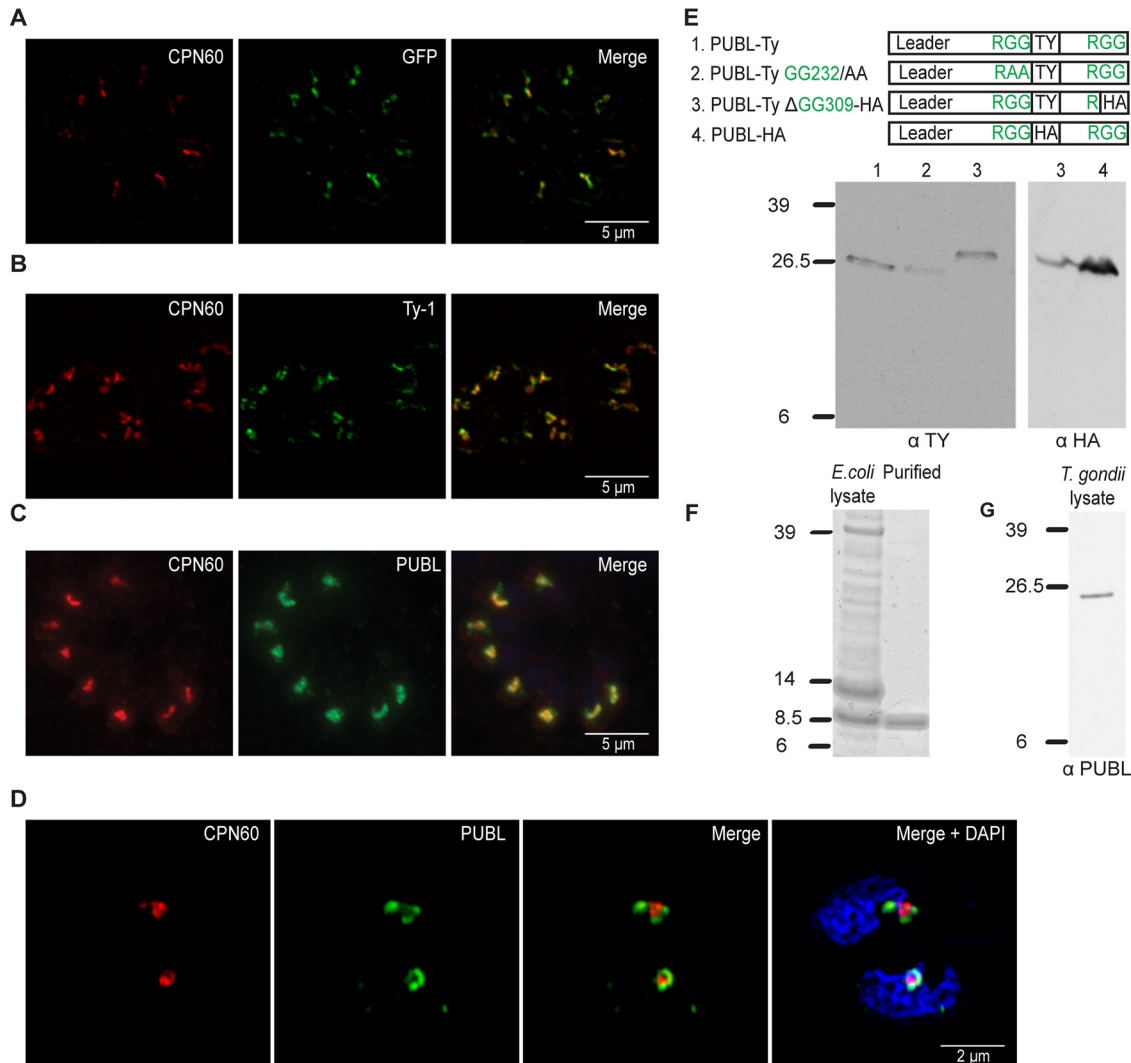 A
CPN60 GFP Merge
5 µm
B
CPN60 Ty-1 Merge
5 µm
C
CPN60 PUBL Merge
5 µm
D
CPN60 PUBL Merge Merge + DAPI
2 µm
E
1. PUBL-Ty Leader RGG TY RGG
2. PUBL-Ty GG232/AA Leader RAA TY RGG
3. PUBL-Ty ΔGG309-HA Leader RGG TY R HA
4. PUBL-HA Leader RGG HA RGG
1 2 3 3 4
39
26.5
6
α TY α HA
F
E.coli Purified
lysate
39
14
8.5
6
G
T. gondii
lysate
39
26.5
6
α PUBL